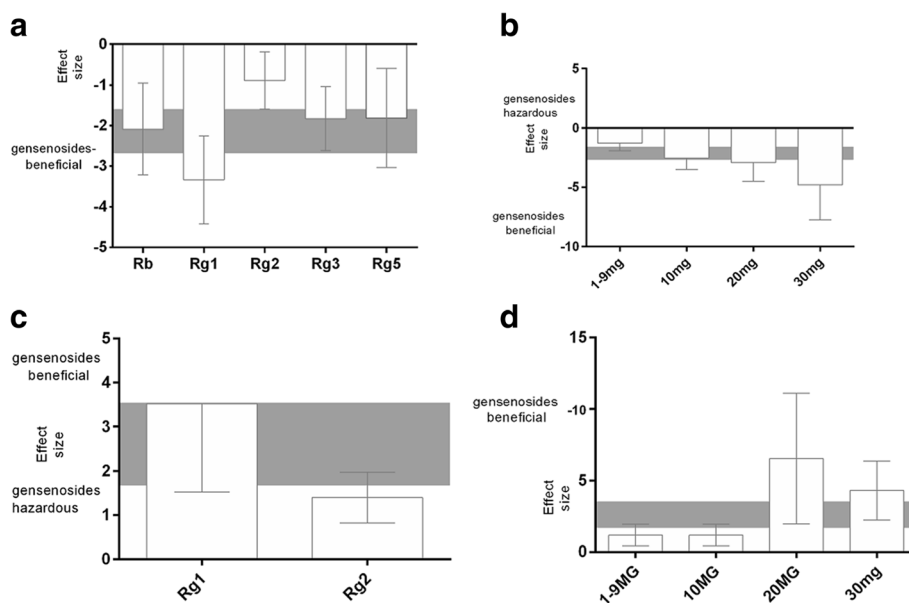 a
Effect
size
0
-1
-2
-3
-4
-5
gensenosides-
beneficial
Rb Rg1 Rg2 Rg3 Rg5
b
5
0
-5
-10
gensenosides
hazardous
Effect
size
gensenosides
beneficial
1-9mg 10mg 20mg 30mg
c
5
4
3
2
1
0
gensenosides
beneficial
Effect
size
gensenosides
hazardous
Rg1 Rg2
d
15
-10
5
0
gensenosides
beneficial
Effect
size
1-9MG 10MG 20MG 30mg